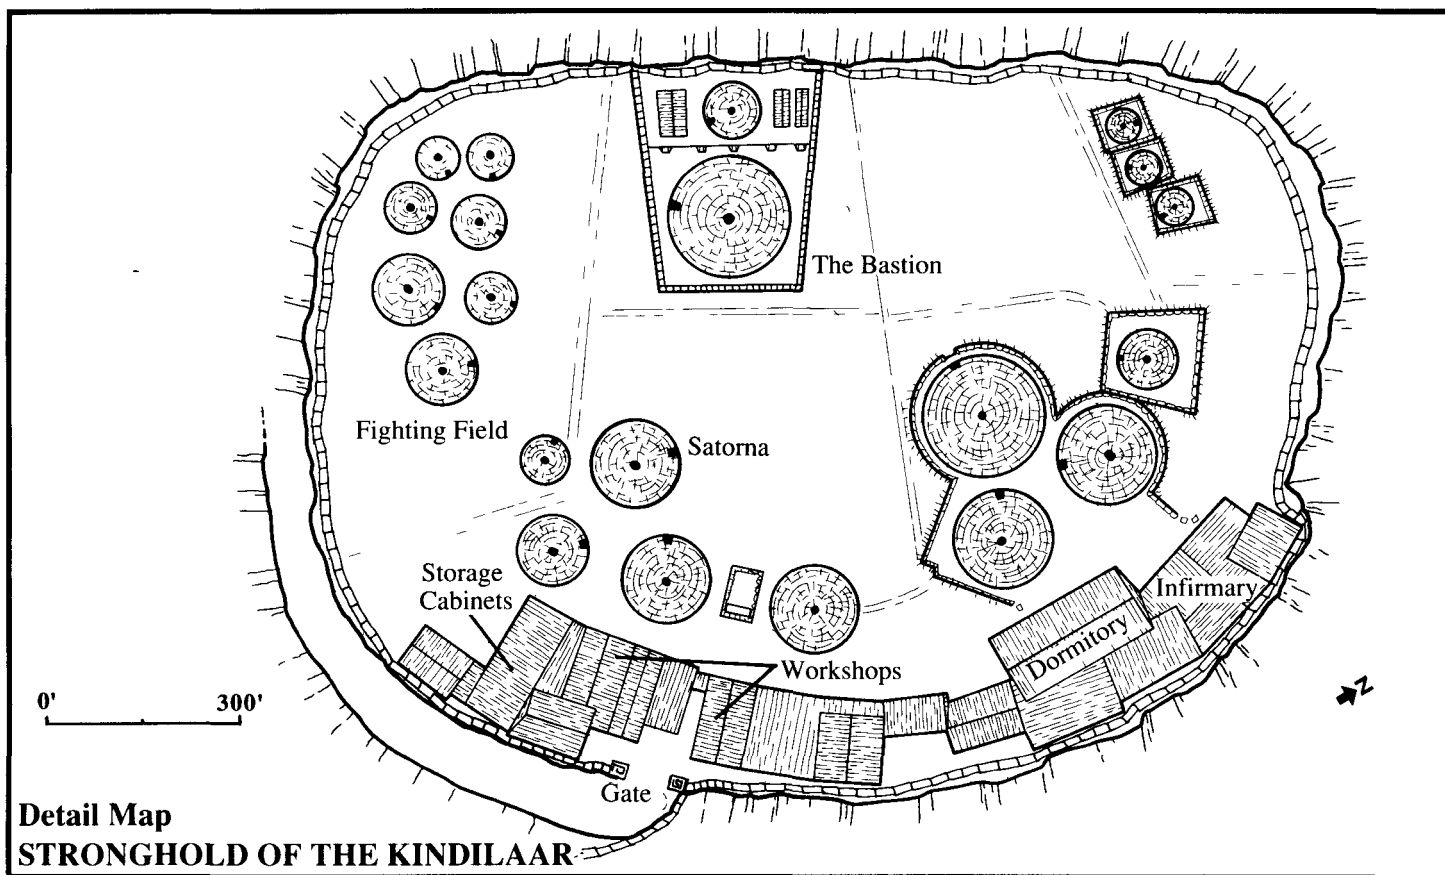 The Bastion
Fighting Field
Satorna
Storage
Cabinets
Infirmary
Dormitory
Workshops
0' 300'
N
Gate
Detail Map
STRONGHOLD OF THE KINDILAAR